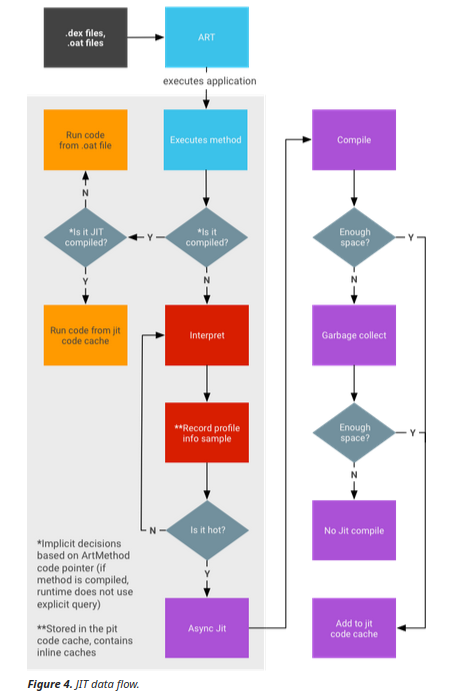 .dex files,
.oat files
ART
executes application
Run code
from .oat file
Executes method
Compile
N
*Is it JIT
compiled?
Y
*Is it
compiled?
Enough
space?
Y
Y
N
N
Run code from jit
code cache
Interpret
Garbage collect
**Record profile
info sample
Enough
space?
Y
N
N
Is it hot?
No Jit compile
*Implicit decisions
based on ArtMethod
code pointer (if
method is compiled,
runtime does not use
explicit query)
Y
**Stored in the pit
code cache, contains
inline caches
Async Jit
Add to jit
code cache
Figure 4. JIT data flow.